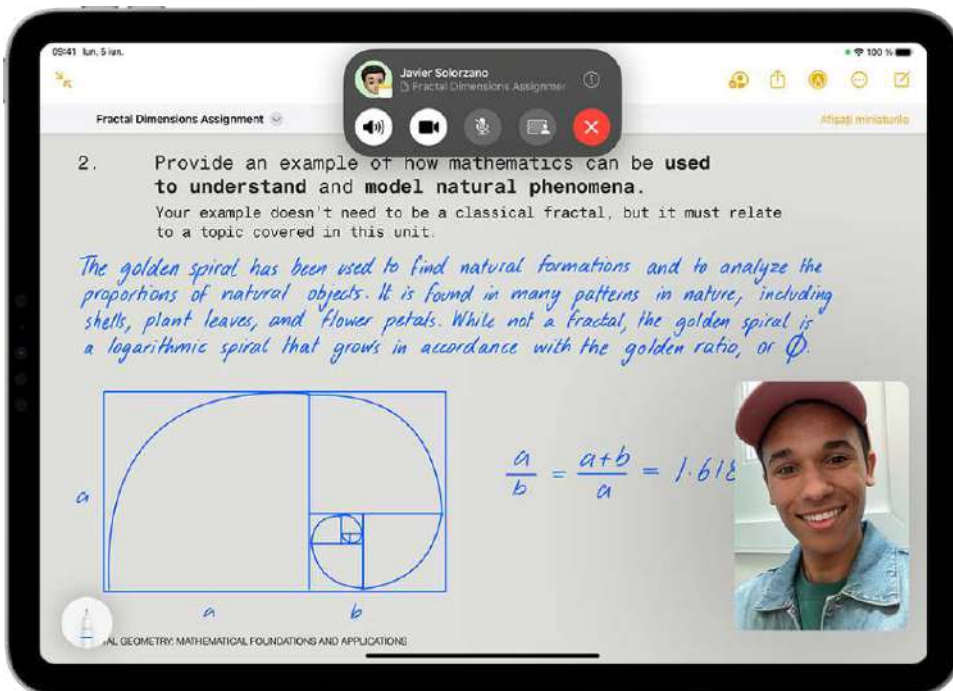 09:41 lun. 5 ian.
100 %
Javier Solorzano
Fractal Dimensions Assignmen
Fractal Dimensions Assignment
Afișați miniaturile
2. Provide an example of how mathematics can be used
to understand and model natural phenomena.
Your example doesn't need to be a classical fractal, but it must relate
to a topic covered in this unit.
The golden spiral has been used to find natural formations and to analyze the
proportions of natural objects. It is found in many patterns in nature, including
shells, plant leaves, and flower petals. While not a fractal, the golden spiral is
a logarithmic spiral that grows in accordance with the golden ratio, or Ø.
a/b = a+b/a = 1.618
a
a b
AL GEOMETRY: MATHEMATICAL FOUNDATIONS AND APPLICATIONS